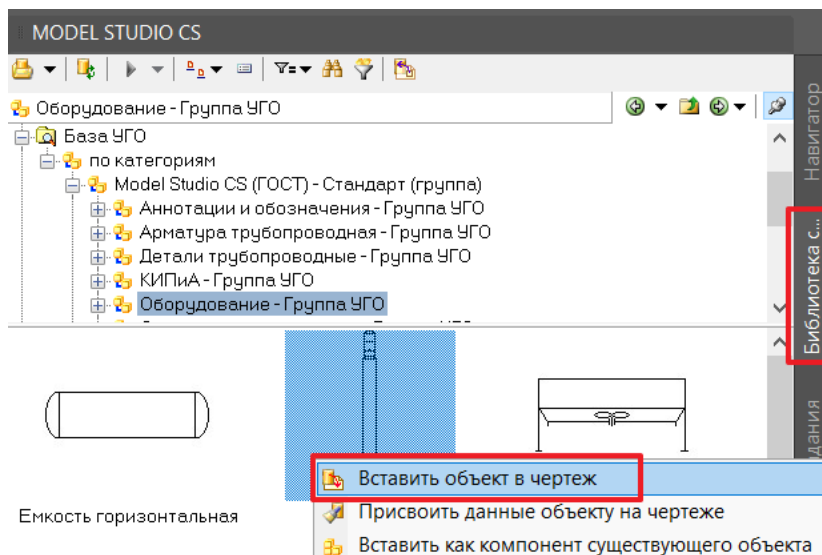 MODEL STUDIO CS
Оборудование - Группа УГО
База УГО
по категориям
Model Studio CS (ГОСТ) - Стандарт (группа)
Аннотации и обозначения - Группа УГО
Арматура трубопроводная - Группа УГО
Детали трубопроводные - Группа УГО
КИПиА - Группа УГО
Оборудование - Группа УГО
Навигатор
Библиотека с...
Емкость горизонтальная
Вставить объект в чертеж
Присвоить данные объекту на чертеже
Вставить как компонент существующего объекта